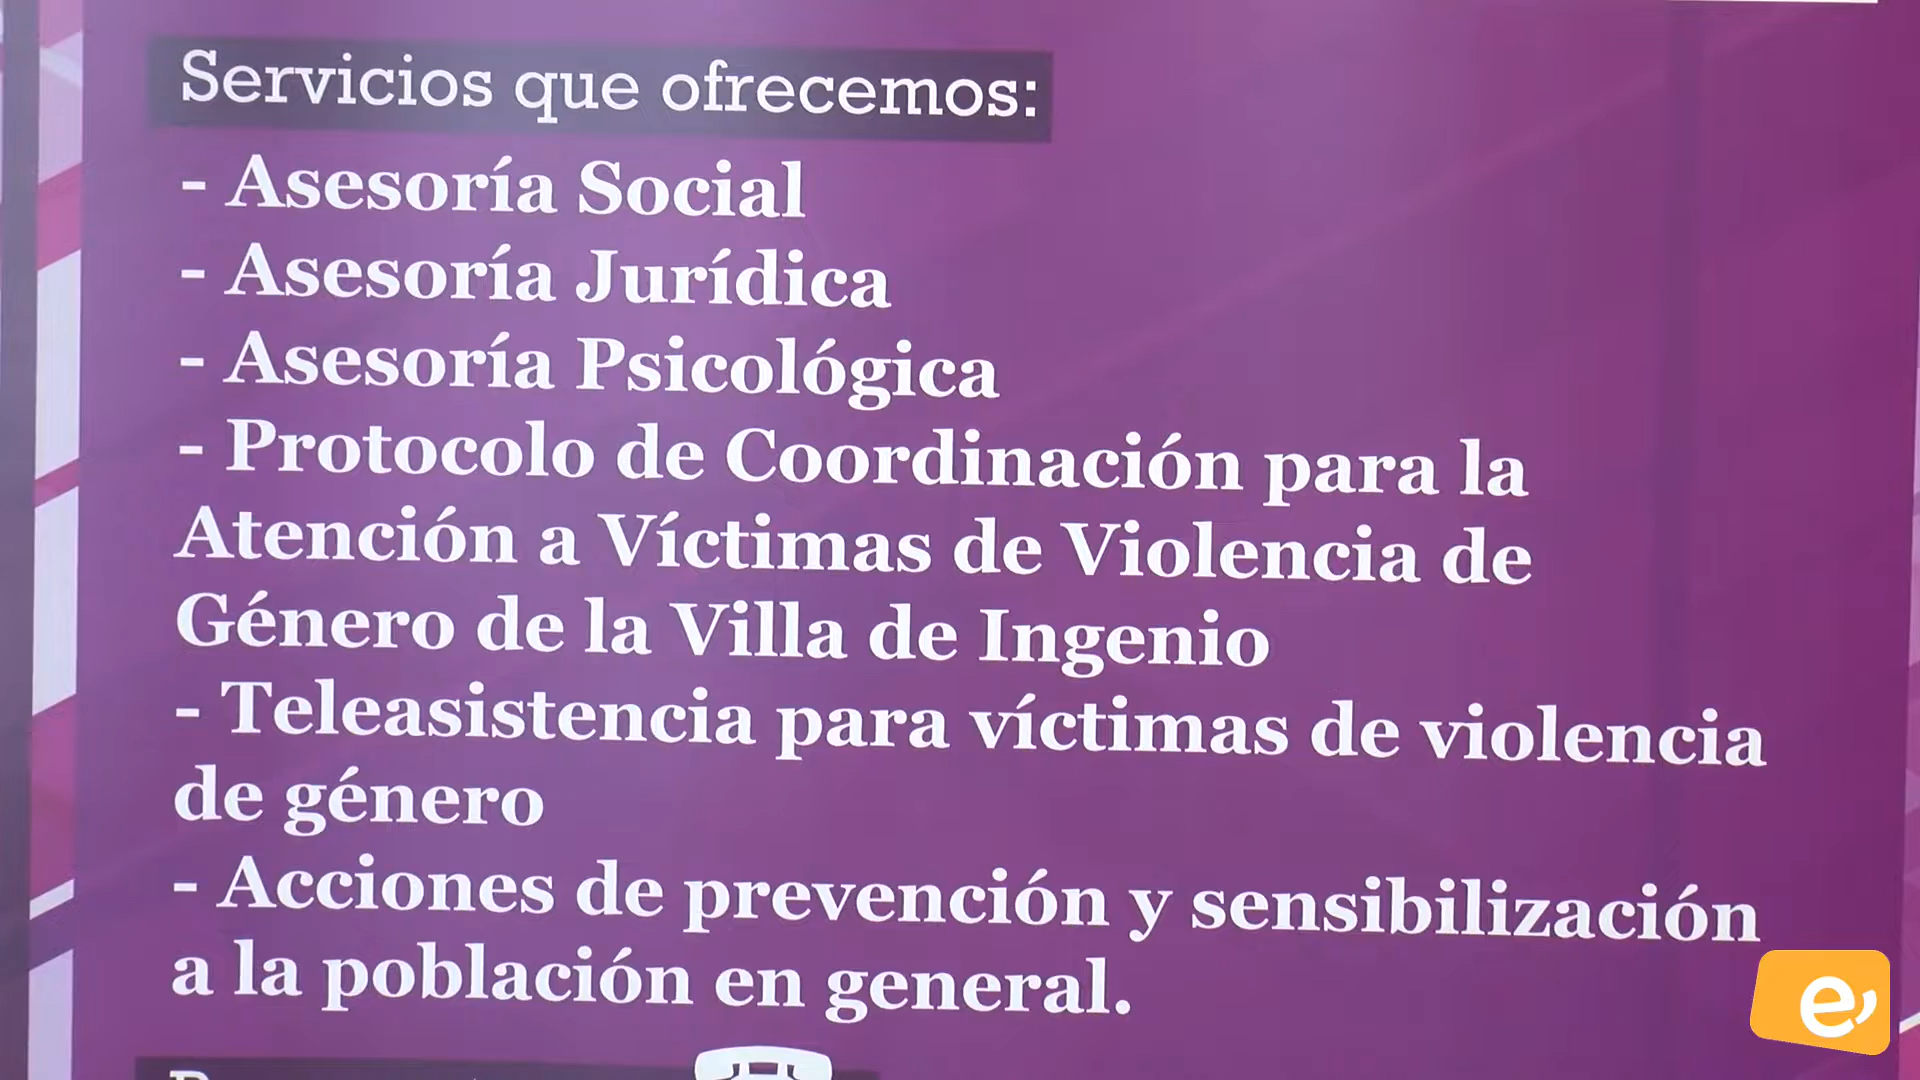 Servicios que ofrecemos:
- Asesoría Social
- Asesoría Jurídica
- Asesoría Psicológica
- Protocolo de Coordinación para la
Atención a Víctimas de Violencia de
Género de la Villa de Ingenio
- Teleasistencia para víctimas de violencia
de género
- Acciones de prevención y sensibilización
a la población en general.
e